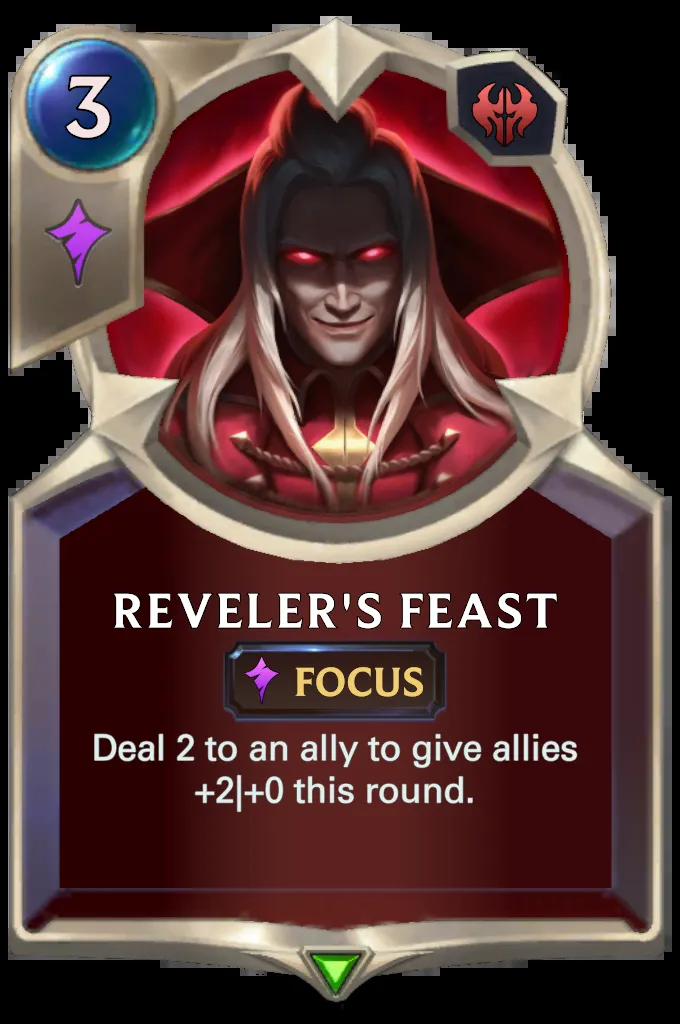 3
REVELER'S FEAST
FOCUS
Deal 2 to an ally to give allies
+2|+0 this round.